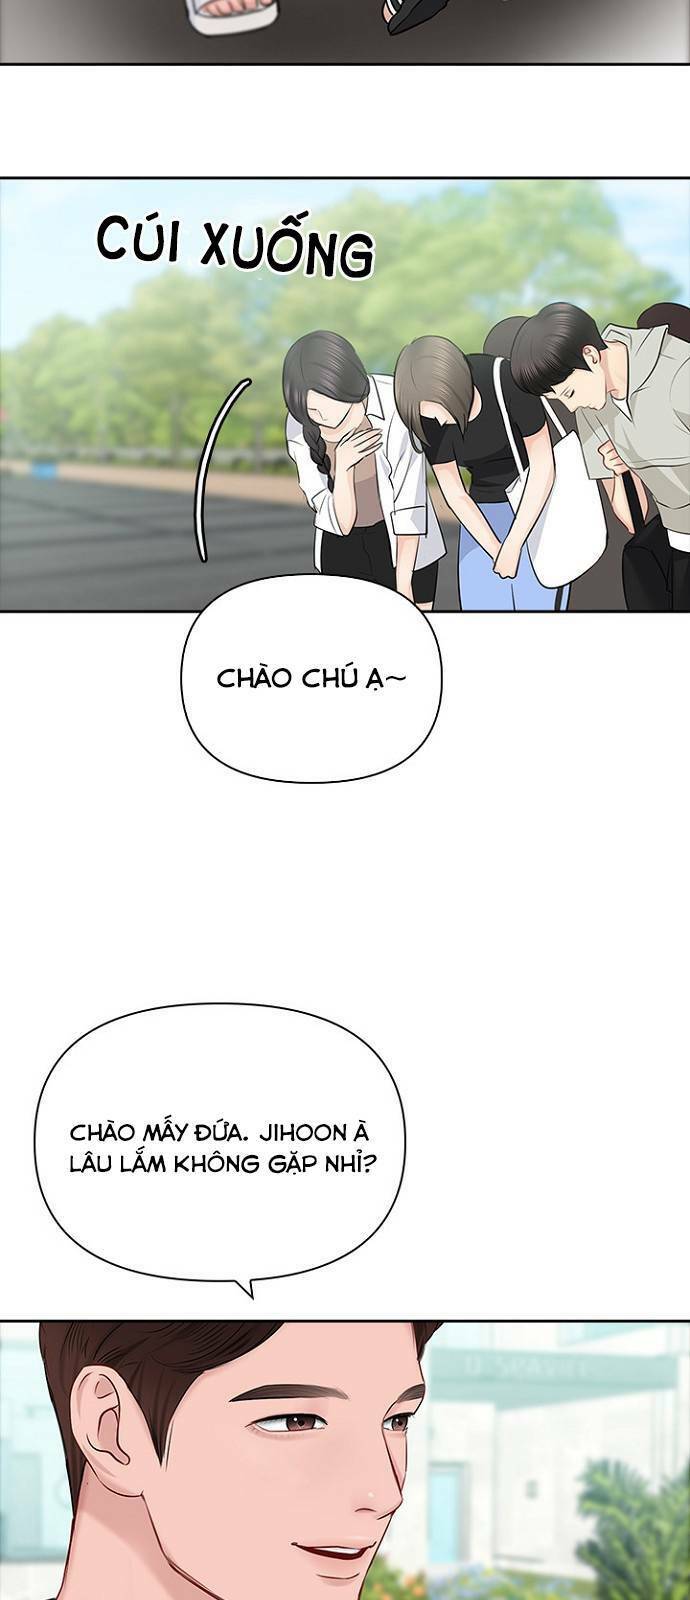 CÚI XUỐNG
CHÀO CHÚ Ạ~
CHÀO MẤY ĐỨA. JIHOON À
LÂU LẮM KHÔNG GẶP NHỈ?